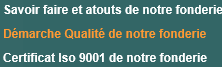 Savoir faire et atouts de notre fonderie
Démarche Qualité de notre fonderie
Certificat Iso 9001 de notre fonderie